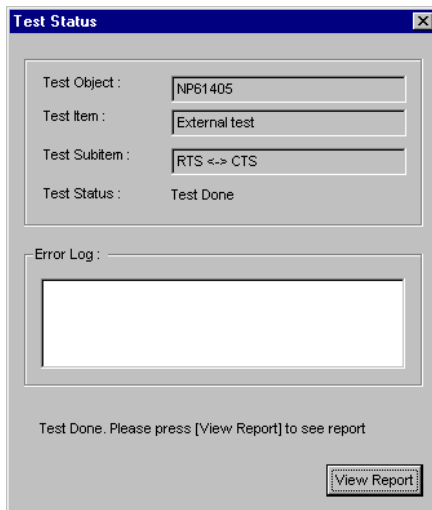 Test Status
Test Object : NP61405
Test Item : External test
Test Subitem : RTS <-> CTS
Test Status : Test Done
Error Log :
Test Done. Please press [View Report] to see report
View Report